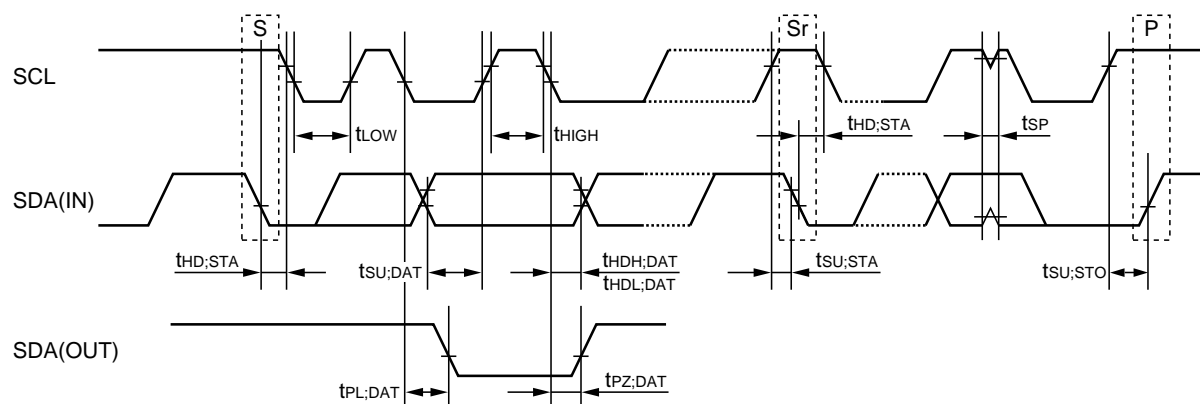 S Sr P
SCL
tLOW tHIGH tHD;STA tSP
SDA(IN)
tHD;STA tSU;DAT tHDH;DAT tSU;STA tSU;STO
tHDL;DAT
SDA(OUT)
tPL;DAT tPZ;DAT